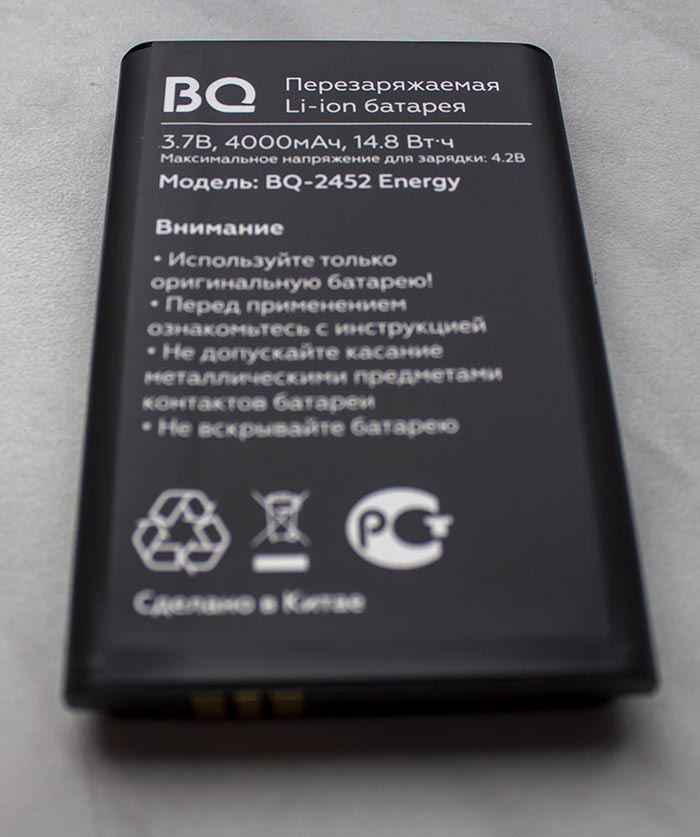 BQ
Перезаряжаемая
Li-ion батарея
3.7В, 4000мАч, 14.8 Вт·ч
Максимальное напряжение для зарядки: 4.2В
Модель: BQ-2452 Energy
Внимание
• Используйте только
оригинальную батарею!
• Перед применением
ознакомьтесь с инструкцией
• Не допускайте касание
металлическими предметами
контактов батареи
• Не вскрывайте батарею
РСТ
Сделано в Китае